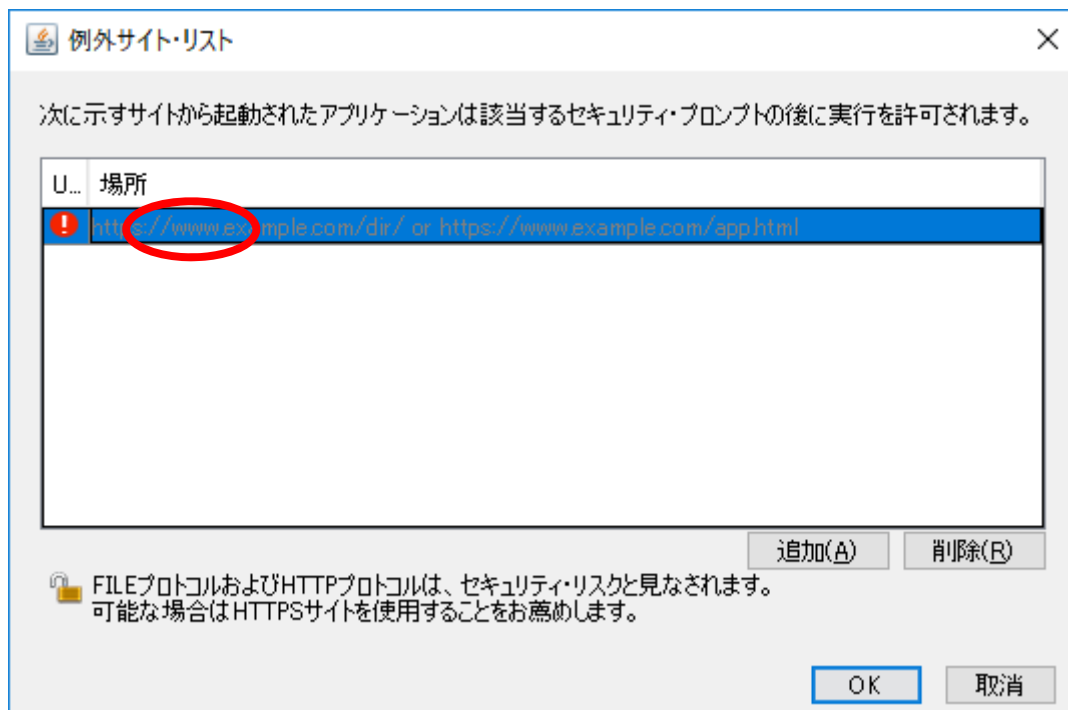 例外サイト・リスト
次に示すサイトから起動されたアプリケーションは該当するセキュリティ・プロンプトの後に実行を許可されます。
U... 場所
https://www.example.com/dir/ or https://www.example.com/app.html
追加(A) 削除(R)
FILEプロトコルおよびHTTPプロトコルは、セキュリティ・リスクと見なされます。
可能な場合はHTTPSサイトを使用することをお薦めします。
OK 取消